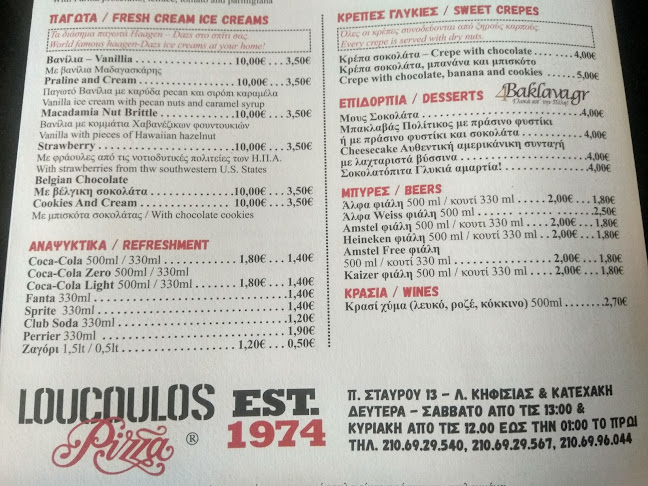 ΠΑΓΩΤΑ / FRESH CREAM ICE CREAMS
Τα διάσημα παγωτά Haagen - Dazs στο σπίτι σας.
World famous haagen-Dazs ice creams at your home!
Βανίλια – Vanillia 10,00€ . . . 3,50€
Με βανίλια Μαδαγασκάρης
Praline and Cream 10,00€ . . . 3,50€
Παγωτό Βανίλια με καρύδα pecan και σιρόπι καραμέλα
Vanilla ice cream with pecan nuts and caramel syrup
Macadamia Nut Brittle 10,00€ . . . 3,50€
Βανίλια με κομμάτια Χαβανέζικων φουντουκιών
Vanilla with pieces of Hawaiian hazelnut
Strawberry 10,00€ . . . 3,50€
Με φράουλες από τις νοτιοδυτικές πολιτείες των Η.Π.Α.
With strawberries from thw southwestern U.S. States
Belgian Chocolate
Με βέλγικη σοκολάτα 10,00€ . . . 3,50€
Cookies And Cream 10,00€ . . . 3,50€
Με μπισκότα σοκολάτας / With chocolate cookies
ΑΝΑΨΥΚΤΙΚΑ / REFRESHMENT
Coca-Cola 500ml / 330ml 1,80€ . . . 1,40€
Coca-Cola Zero 500ml / 330ml
Coca-Cola Light 500ml / 330ml 1,80€ . . . 1,40€
Fanta 330ml 1,40€
Sprite 330ml 1,40€
Club Soda 330ml 1,20€
Perrier 330ml 1,90€
Ζαγόρι 1,5lt / 0,5lt 1,20€ . . . 0,50€
ΚΡΕΠΕΣ ΓΛΥΚΙΕΣ / SWEET CREPES
Όλες οι κρέπες συνοδεύονται από ξηρούς καρπούς.
Every crepe is served with dry nuts.
Κρέπα σοκολάτα – Crepe with chocolate 4,00€
Κρέπα σοκολάτα, μπανάνα και μπισκότο
Crepe with chocolate, banana and cookies 5,00€
ΕΠΙΔΟΡΠΙΑ / DESSERTS 4Baklava.gr
Γλυκά απ' την Πόλη!
Μους Σοκολάτα 4,00€
Μπακλαβάς Πολίτικος με πράσινο φυστίκι
ή με πράσινο φυστίκι και σοκολάτα 4,00€
Cheesecake Αυθεντική αμερικάνικη συνταγή
με λαχταριστά βύσσινα 4,00€
Σοκολατόπιτα Γλυκιά αμαρτία! 4,00€
ΜΠΥΡΕΣ / BEERS
Άλφα φιάλη 500 ml / κουτί 330 ml 2,00€ . . 1,80€
Άλφα Weiss φιάλη 500 ml 2,50€
Amstel φιάλη 500 ml / κουτί 330 ml 2,00€ . . 1,80€
Heineken φιάλη 500 ml / κουτί 330 ml 2,00€ . . 1,80€
Amstel Free φιάλη
500 ml / κουτί 330 ml 2,00€ . . 1,80€
Kaizer φιάλη 500 ml / κουτί 330 ml 2,00€ . . 1,80€
ΚΡΑΣΙΑ / WINES
Κρασί χύμα (λευκό, ροζέ, κόκκινο) 500ml 2,70€
LOUCOULOS
Pizza ®
EST.
1974
Π. ΣΤΑΥΡΟΥ 13 - Λ. ΚΗΦΙΣΙΑΣ & ΚΑΤΕΧΑΚΗ
ΔΕΥΤΕΡΑ - ΣΑΒΒΑΤΟ ΑΠΟ ΤΙΣ 13:00 &
ΚΥΡΙΑΚΗ ΑΠΟ ΤΙΣ 12.00 ΕΩΣ ΤΗΝ 01:00 ΤΟ ΠΡΩΙ
ΤΗΛ. 210.69.29.540, 210.69.29.567, 210.69.96.044